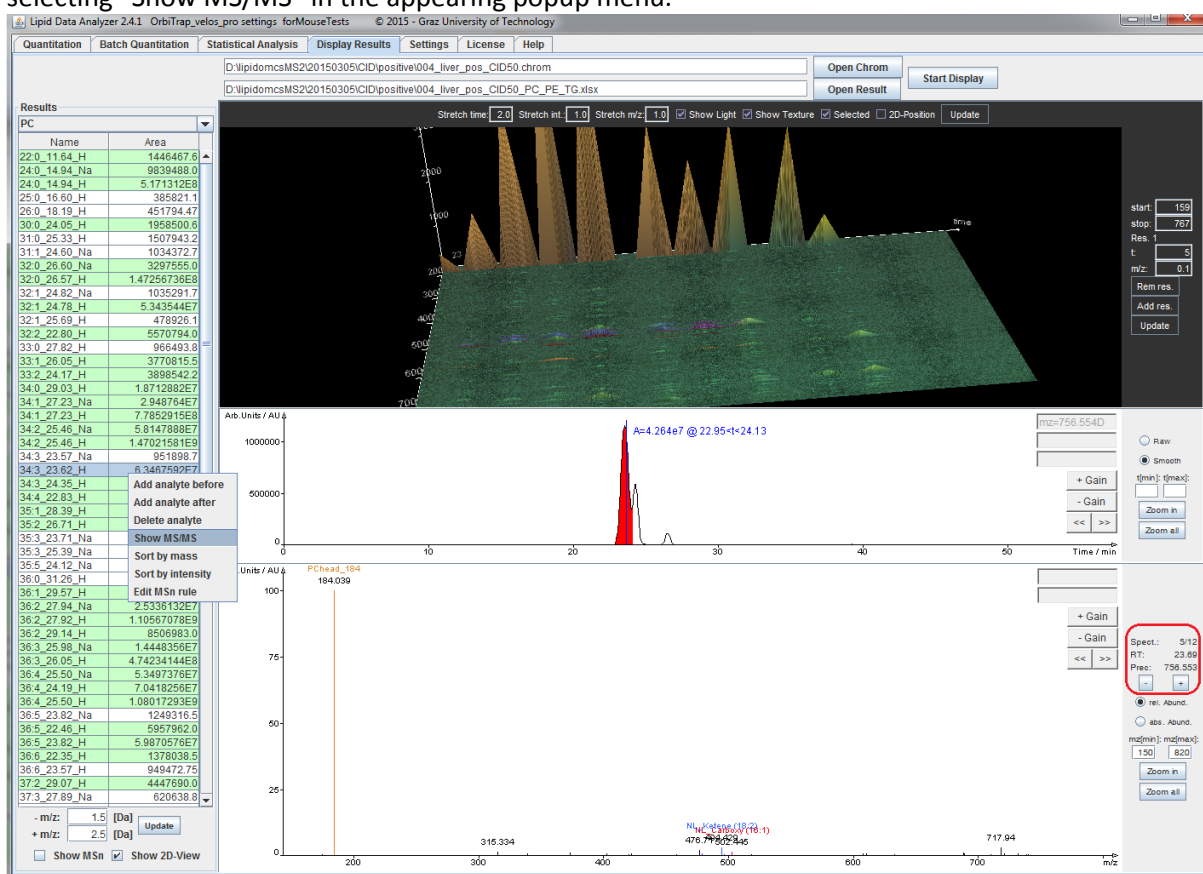 selecting "Show MS/MS" in the appearing popup menu.
Lipid Data Analyzer 2.4.1 OrbiTrap_velos_pro settings forMouseTests © 2015 - Graz University of Technology
Quantitation Batch Quantitation Statistical Analysis Display Results Settings License Help
D:\lipidomcsMS2\20150305\CID\positive\004_liver_pos_CID50.chrom Open Chrom
Start Display
D:\lipidomcsMS2\20150305\CID\positive\004_liver_pos_CID50_PC_PE_TG.xlsx Open Result
Results
PC
Name Area
22:0_11.64_H 1446467.6
24:0_14.94_Na 9839488.0
24:0_14.94_H 5.171312E8
25:0_16.60_H 385821.1
26:0_18.19_H 451794.47
30:0_24.05_H 1958500.6
31:0_25.33_H 1507943.2
31:1_24.60_Na 1034372.7
32:0_26.60_Na 3297555.0
32:0_26.57_H 1.47256736E8
32:1_24.82_Na 1035291.7
32:1_24.78_H 5.343544E7
32:1_25.69_H 478926.1
32:2_22.80_H 5570794.0
33:0_27.82_H 966493.8
33:1_26.05_H 3770815.5
33:2_24.17_H 3898542.2
34:0_29.03_H 1.8712882E7
34:1_27.23_Na 2.948764E7
34:1_27.23_H 7.7852915E8
34:2_25.46_Na 5.8147888E7
34:2_25.46_H 1.47021581E9
34:3_23.57_Na 951898.7
34:3_23.62_H 6.3467592E7
34:3_24.35_H
34:4_22.83_H
35:1_28.39_H
35:2_26.71_H
35:3_23.71_Na
35:3_25.39_Na
35:5_24.12_Na
36:0_31.26_H
36:1_29.57_H
36:2_27.94_Na 2.5336132E7
36:2_27.92_H 1.10567078E9
36:2_29.14_H 8506983.0
36:3_25.98_Na 1.4448356E7
36:3_26.05_H 4.74234144E8
36:4_25.50_Na 5.3497376E7
36:4_24.19_H 7.0418256E7
36:4_25.50_H 1.08017293E9
36:5_23.82_Na 1249316.5
36:5_22.46_H 5957962.0
36:5_23.82_H 5.9870576E7
36:6_22.35_H 1378038.5
36:6_23.57_H 949472.75
37:2_29.07_H 4447690.0
37:3_27.89_Na 620638.8
Add analyte before
Add analyte after
Delete analyte
Show MS/MS
Sort by mass
Sort by intensity
Edit MSn rule
- m/z: 1.5 [Da]
Update
+ m/z: 2.5 [Da]
Show MSn Show 2D-View
Stretch time: 2.0 Stretch int.: 1.0 Stretch m/z: 1.0 Show Light Show Texture Selected 2D-Position Update
2000
1000
23
time
200
300
400
500
600
700
start: 159
stop: 767
Res. 1
t: 5
m/z: 0.1
Rem res.
Add res.
Update
Arb.Units / AU
A=4.264e7 @ 22.95<t<24.13
1000000
500000
0
0 10 20 30 40 50 Time / min
mz=756.554D
+ Gain
- Gain
<< >>
Raw
Smooth
t[min]: t[max]:
Zoom in
Zoom all
.Units / AU
PChead_184
184.039
100
75
50
25
0
315.334
NL_Ketene (18:2)
NL_Carboxy (16:1)
717.94
200 300 400 500 600 700 m/z
+ Gain
- Gain
<< >>
Spect.: 5/12
RT: 23.69
Prec: 756.553
- +
rel. Abund.
abs. Abund.
mz[min]: mz[max]:
150 820
Zoom in
Zoom all